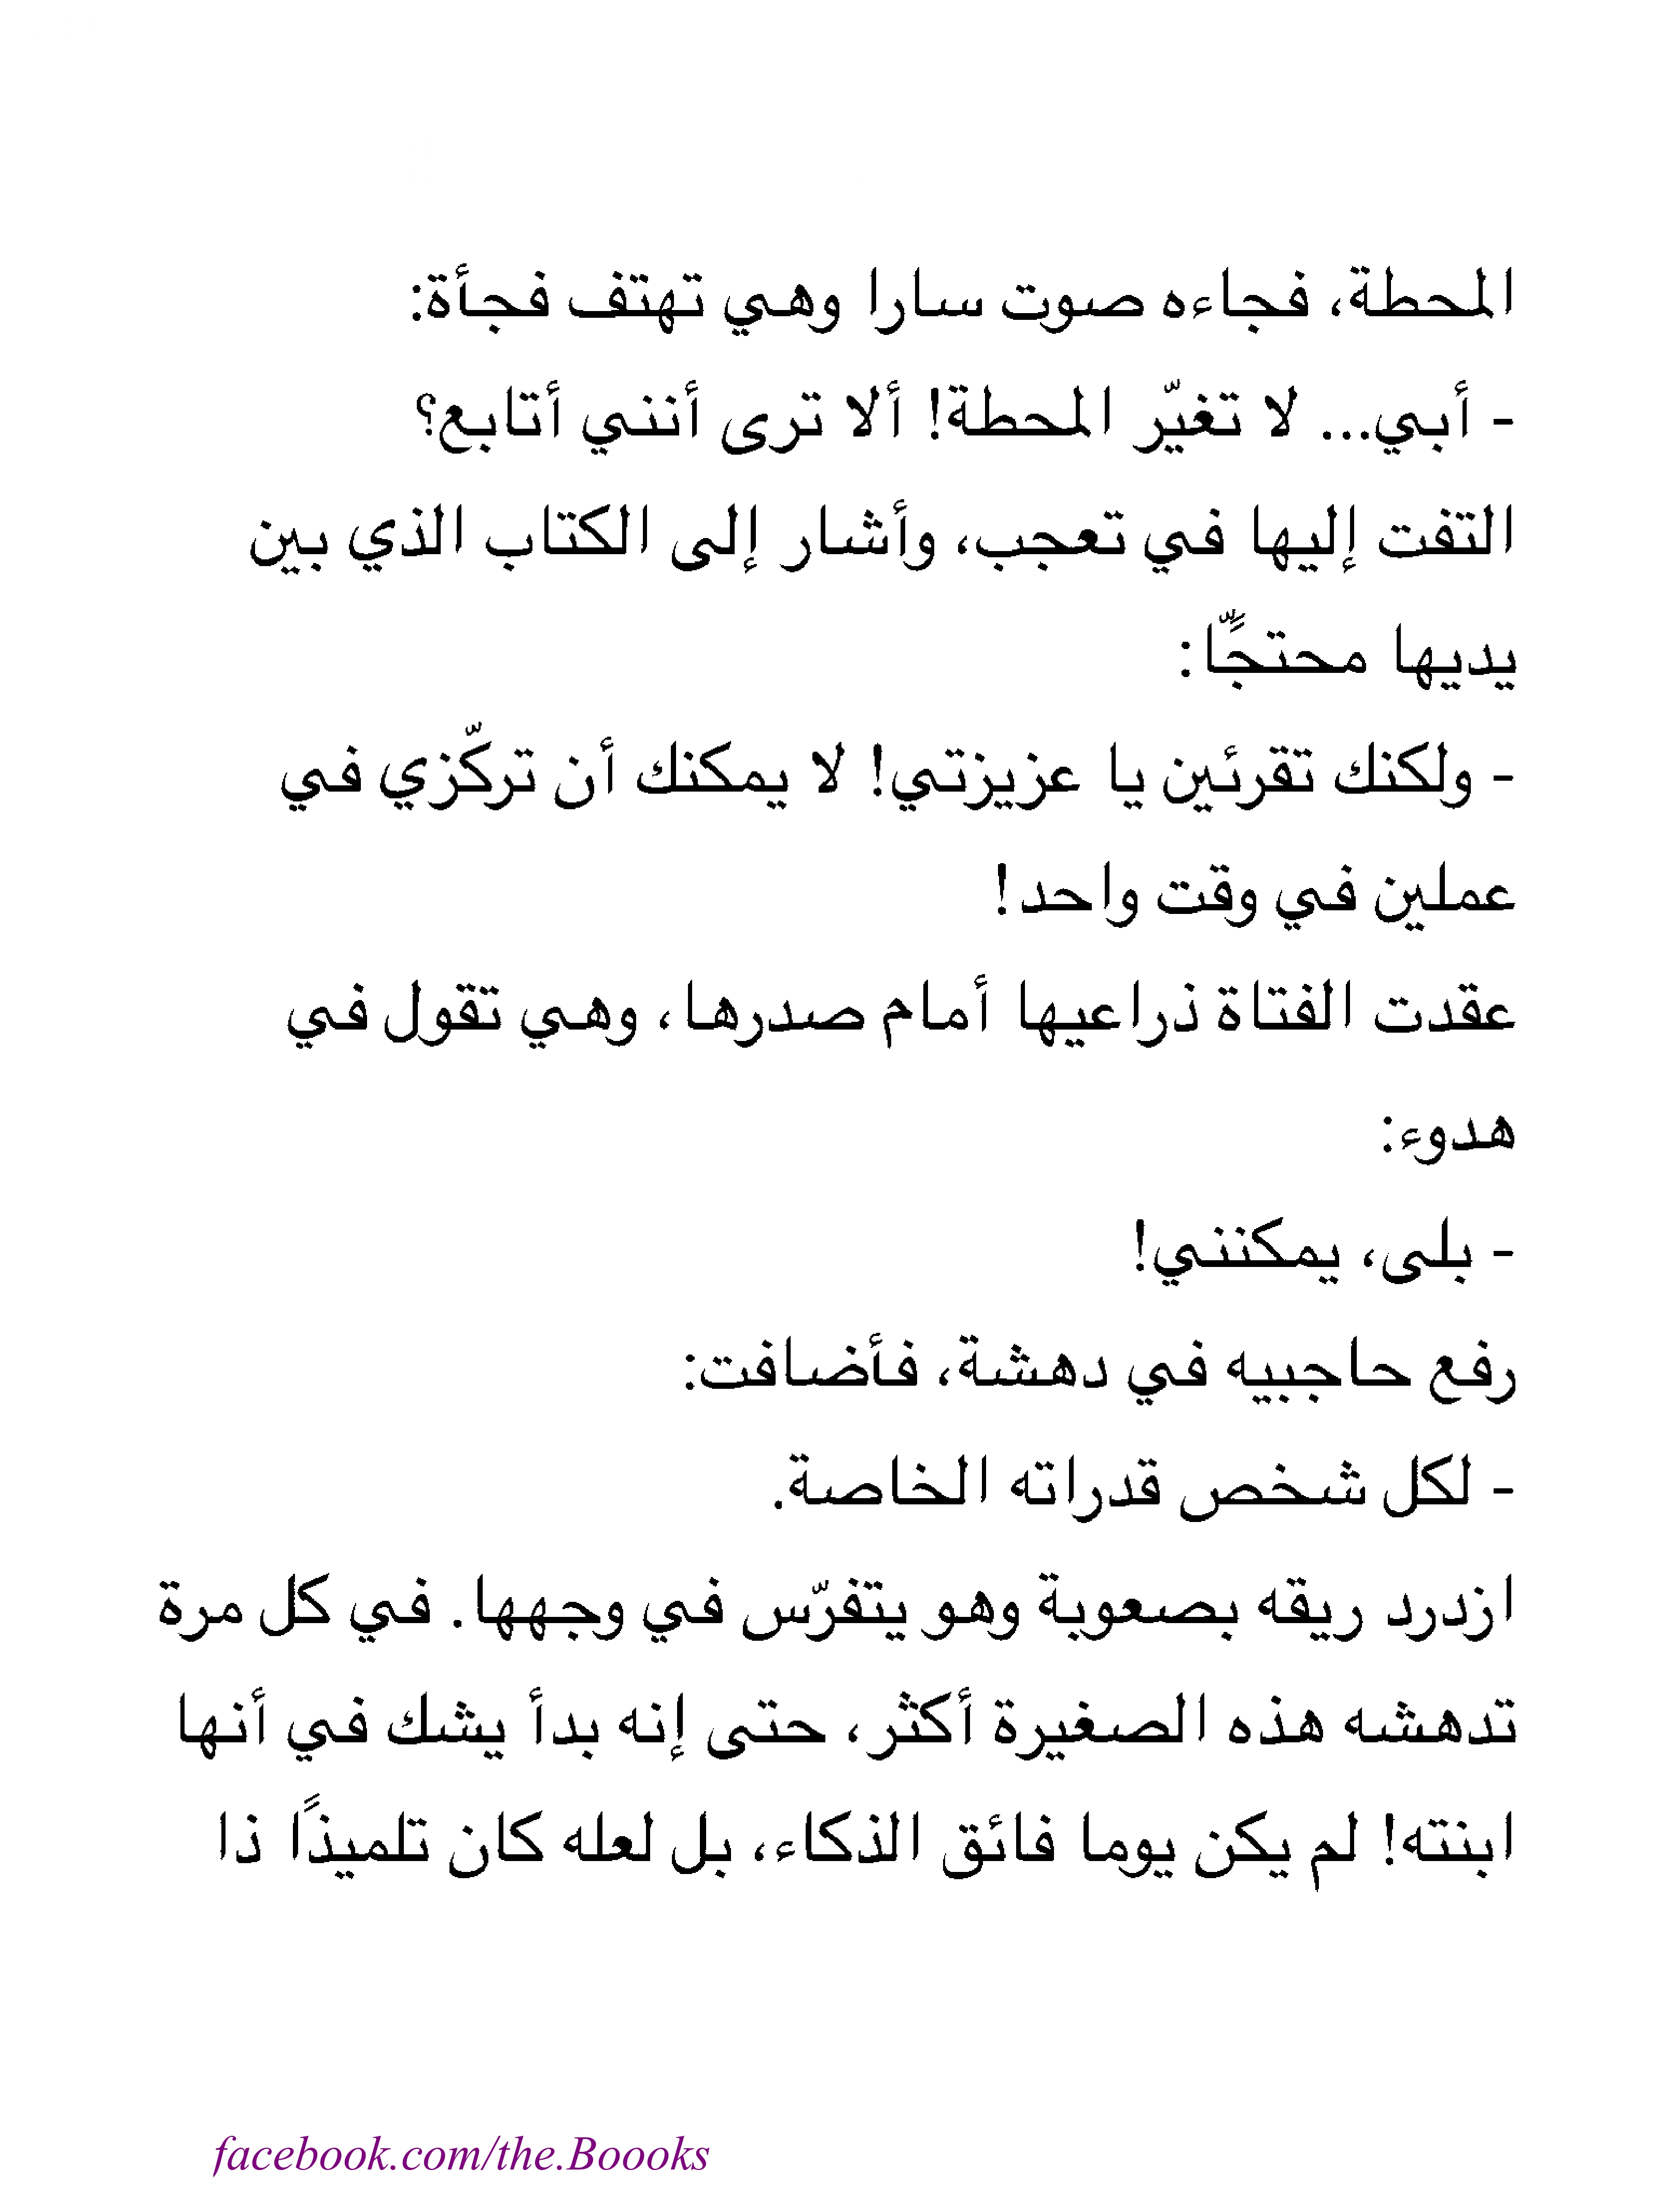 المحطة، فجاءه صوت سارا وهي تهتف فجأة:
- أبي... لا تغيّر المحطة! ألا ترى أنني أتابع؟
التفت إليها في تعجب، وأشار إلى الكتاب الذي بين
يديها محتجًّا:
- ولكنك تقرئين يا عزيزتي! لا يمكنك أن تركّزي في
عملين في وقت واحد!
عقدت الفتاة ذراعيها أمام صدرها، وهي تقول في
هدوء:
- بلى، يمكنني!
رفع حاجبيه في دهشة، فأضافت:
- لكل شخص قدراته الخاصة.
ازدرد ريقه بصعوبة وهو يتفرّس في وجهها. في كل مرة
تدهشه هذه الصغيرة أكثر، حتى إنه بدأ يشك في أنها
ابنته! لم يكن يوما فائق الذكاء، بل لعله كان تلميذًا ذا
facebook.com/the.Boooks